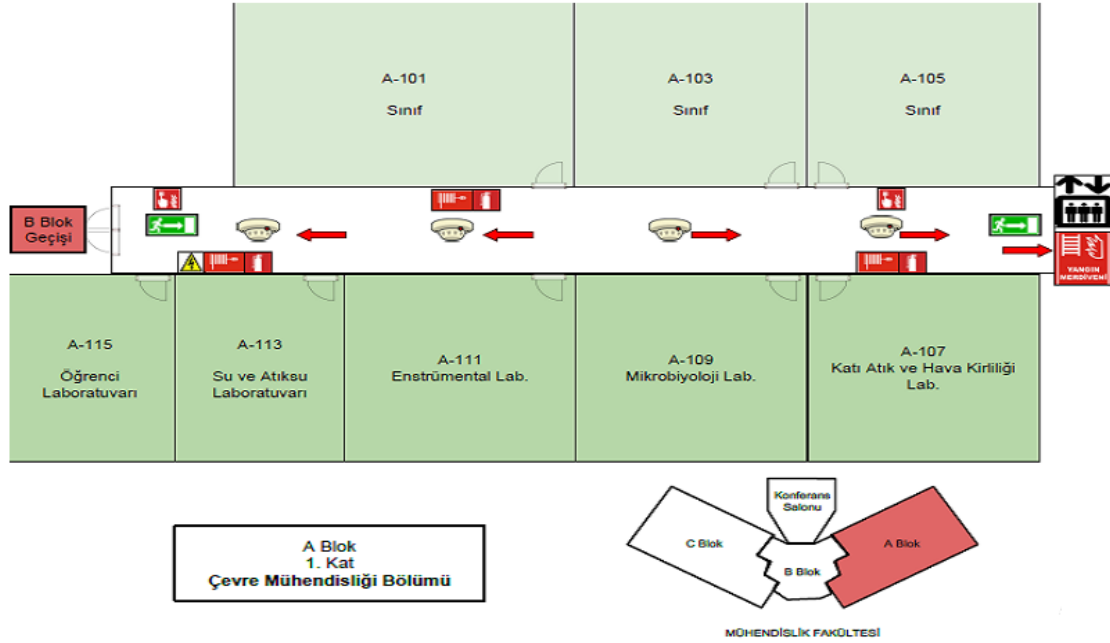 A-101
Sınıf
A-103
Sınıf
A-105
Sınıf
B Blok
Geçişi
YANGIN
MERDİVENİ
A-115
Öğrenci
Laboratuvarı
A-113
Su ve Atıksu
Laboratuvarı
A-111
Enstrümental Lab.
A-109
Mikrobiyoloji Lab.
A-107
Katı Atık ve Hava Kirliliği
Lab.
A Blok
1. Kat
Çevre Mühendisliği Bölümü
Konferans
Salonu
C Blok
B Blok
A Blok
MÜHENDİSLİK FAKÜLTESİ